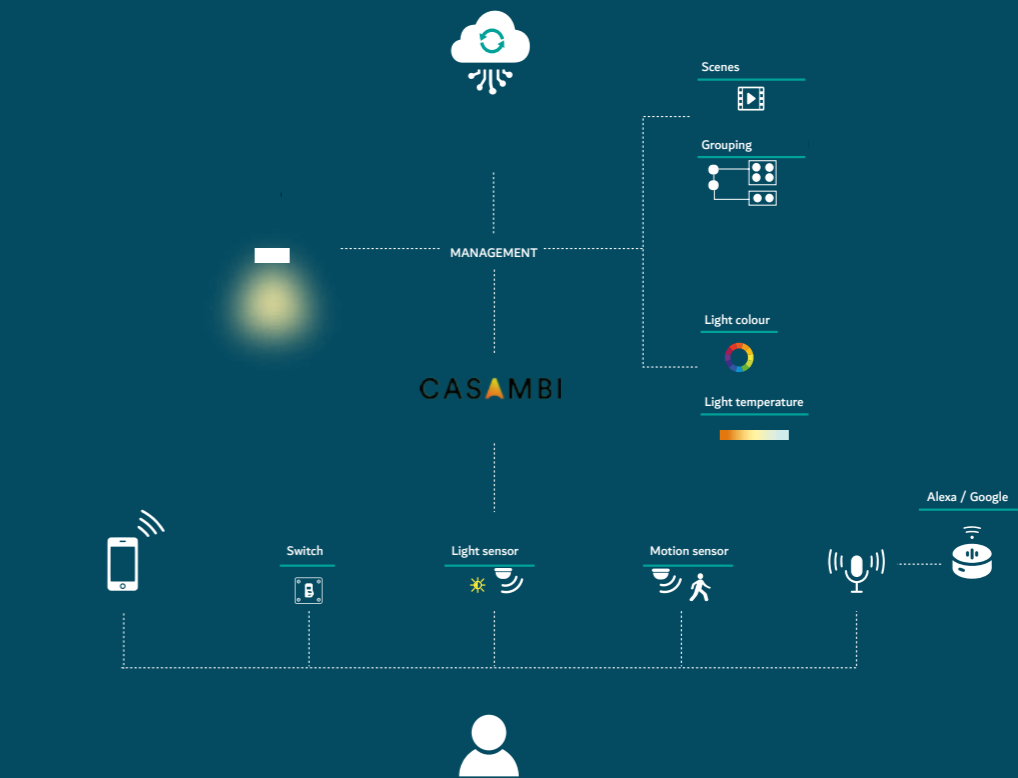 Scenes
Grouping
MANAGEMENT
Light colour
CASAMBI
Light temperature
Alexa / Google
Switch
Light sensor
Motion sensor